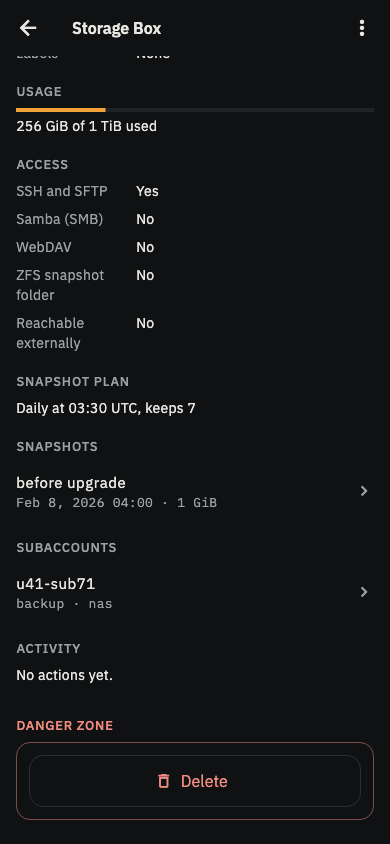 Storage Box
Labels None
USAGE
256 GiB of 1 TiB used
ACCESS
SSH and SFTP Yes
Samba (SMB) No
WebDAV No
ZFS snapshot No
folder
Reachable No
externally
SNAPSHOT PLAN
Daily at 03:30 UTC, keeps 7
SNAPSHOTS
before upgrade
Feb 8, 2026 04:00 · 1 GiB
SUBACCOUNTS
u41-sub71
backup · nas
ACTIVITY
No actions yet.
DANGER ZONE
Delete